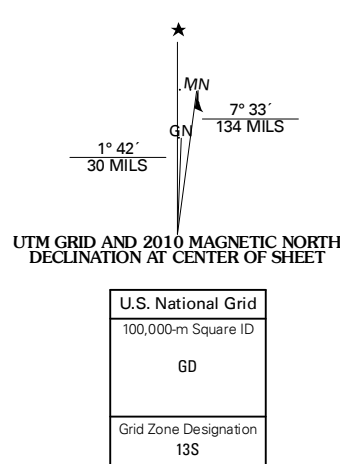 ★
MN
7° 33´
134 MILS
GN
1° 42´
30 MILS
UTM GRID AND 2010 MAGNETIC NORTH
DECLINATION AT CENTER OF SHEET
U.S. National Grid
100,000-m Square ID
GD
Grid Zone Designation
13S